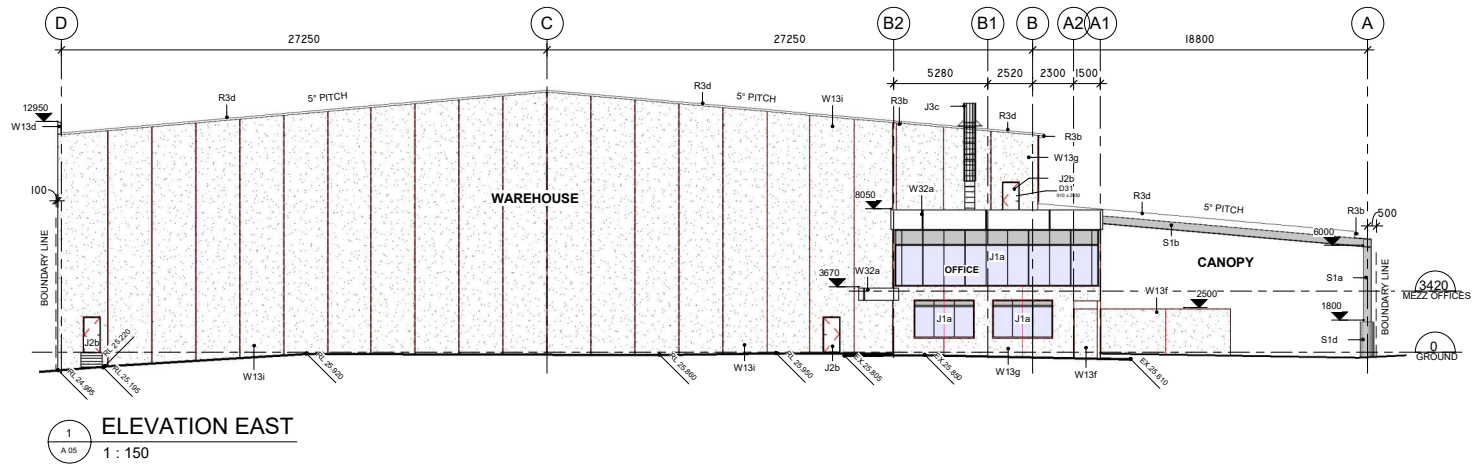 D
C
B2
B1
B
A2
A1
A
27250
27250
18800
5280
2520
2300
1500
12950
W13d
R3d
5° PITCH
R3d
5° PITCH
W13i
R3b
J3c
R3d
R3b
W13g
J2b
D31
100
WAREHOUSE
8050
W32a
R3d
5° PITCH
R3b
500
6000
S1b
BOUNDARY LINE
J1a
OFFICE
CANOPY
3670
W32a
S1a
BOUNDARY LINE
3420
MEZZ OFFICES
W13f
2500
1800
J1a
J1a
J2b
RL 25.220
S1d
0
GROUND
RL 24.995
RL 25.195
W13i
RL 25.920
RL 25.860
W13i
RL 25.950
J2b
EX 25.805
EX 25.850
W13g
W13f
EX 25.610
1
A 05
ELEVATION EAST
1 : 150